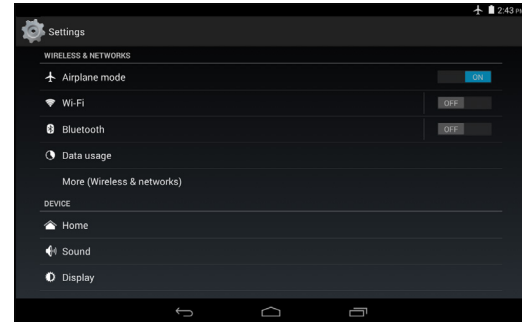 2:43 PM
Settings
WIRELESS & NETWORKS
Airplane mode ON
Wi-Fi OFF
Bluetooth OFF
Data usage
More (Wireless & networks)
DEVICE
Home
Sound
Display